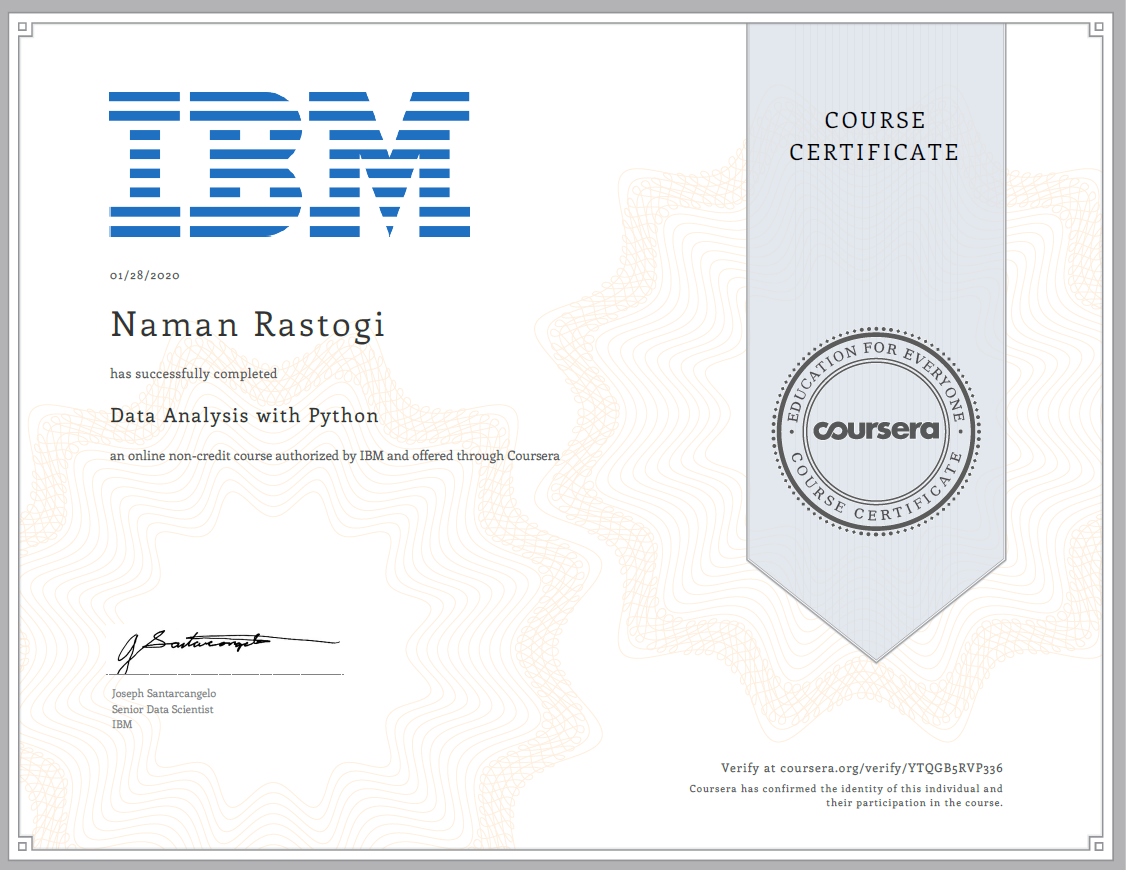 IBM
01/28/2020
Naman Rastogi
has successfully completed
Data Analysis with Python
an online non-credit course authorized by IBM and offered through Coursera
J Santarcangelo
Joseph Santarcangelo
Senior Data Scientist
IBM
COURSE
CERTIFICATE
EDUCATION FOR EVERYONE
coursera
COURSE CERTIFICATE
Verify at coursera.org/verify/YTQGB5RVP336
Coursera has confirmed the identity of this individual and
their participation in the course.